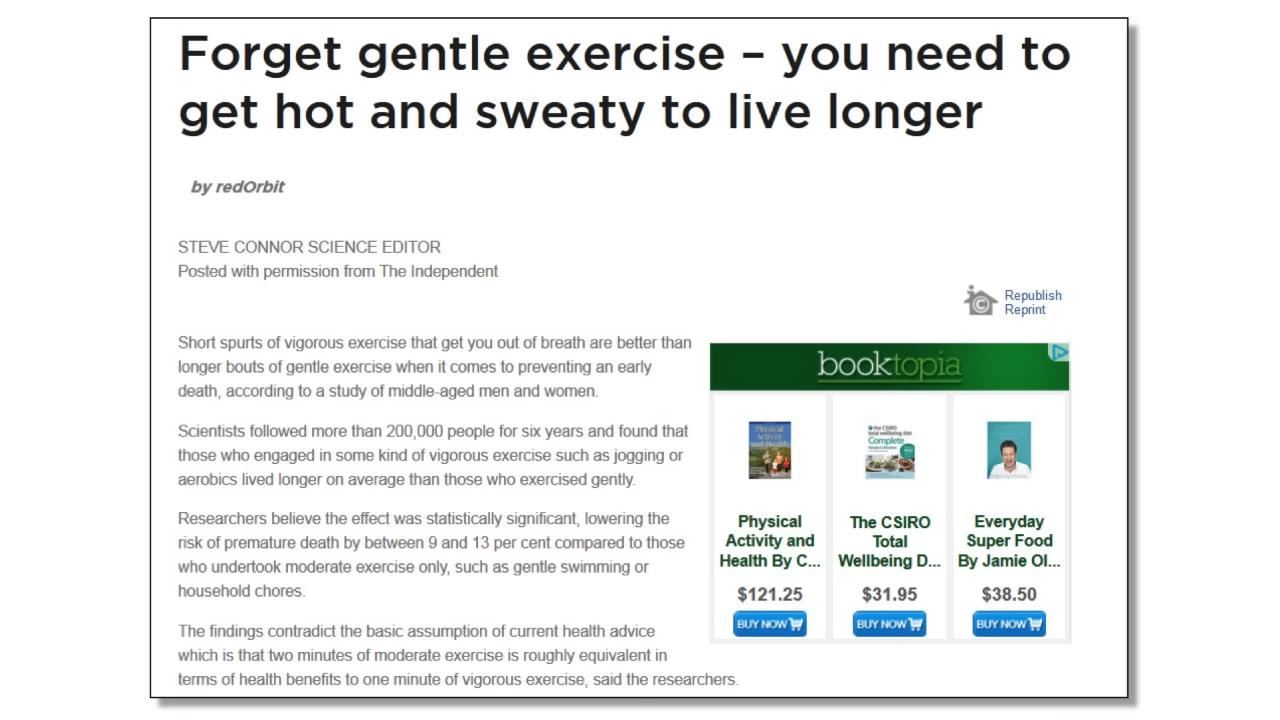 Forget gentle exercise – you need to
get hot and sweaty to live longer
by redOrbit
STEVE CONNOR SCIENCE EDITOR
Posted with permission from The Independent
Republish
Reprint
Short spurts of vigorous exercise that get you out of breath are better than
longer bouts of gentle exercise when it comes to preventing an early
death, according to a study of middle-aged men and women.
Scientists followed more than 200,000 people for six years and found that
those who engaged in some kind of vigorous exercise such as jogging or
aerobics lived longer on average than those who exercised gently.
Researchers believe the effect was statistically significant, lowering the
risk of premature death by between 9 and 13 per cent compared to those
who undertook moderate exercise only, such as gentle swimming or
household chores.
The findings contradict the basic assumption of current health advice
which is that two minutes of moderate exercise is roughly equivalent in
terms of health benefits to one minute of vigorous exercise, said the researchers.
booktopia
Physical
Activity
and Health
the CSIRO
total wellbeing diet
Complete
Physical
Activity and
Health By C...
$121.25
BUY NOW
The CSIRO
Total
Wellbeing D...
$31.95
BUY NOW
Everyday
Super Food
By Jamie Ol...
$38.50
BUY NOW